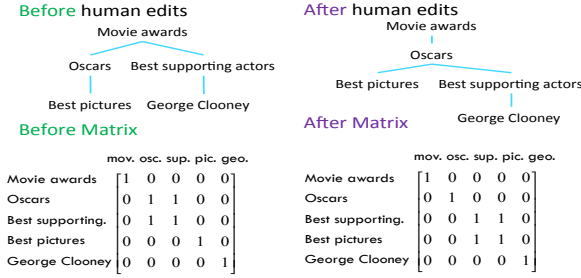 Before human edits
Movie awards
Oscars Best supporting actors
Best pictures George Clooney
Before Matrix
mov. osc. sup. pic. geo.
Movie awards 1 0 0 0 0
Oscars 0 1 1 0 0
Best supporting. 0 1 1 0 0
Best pictures 0 0 0 1 0
George Clooney 0 0 0 0 1
After human edits
Movie awards
Oscars
Best pictures Best supporting actors
George Clooney
After Matrix
mov. osc. sup. pic. geo.
Movie awards 1 0 0 0 0
Oscars 0 1 0 0 0
Best supporting. 0 0 1 1 0
Best pictures 0 0 1 1 0
George Clooney 0 0 0 0 1